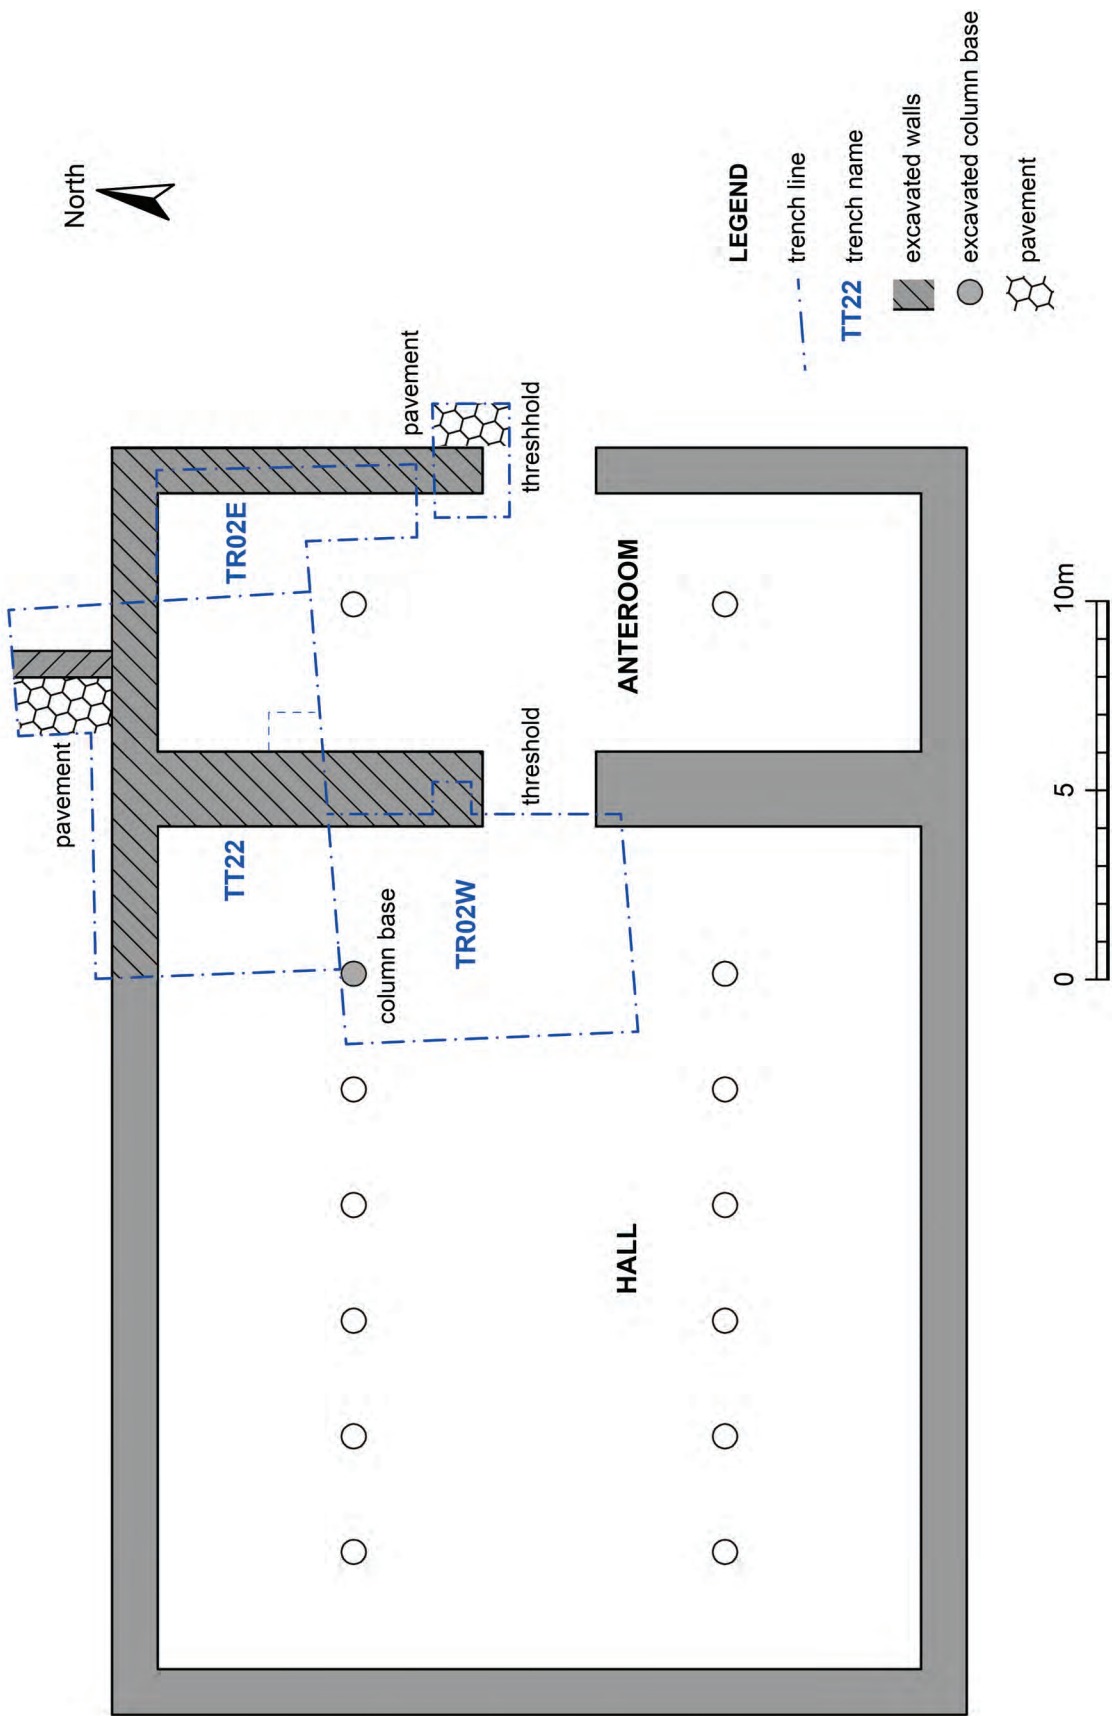 North
pavement
TR02E
pavement
threshhold
TT22
column base
TR02W
threshold
ANTEROOM
HALL
LEGEND
trench line
TT22 trench name
excavated walls
excavated column base
pavement
0 5 10m